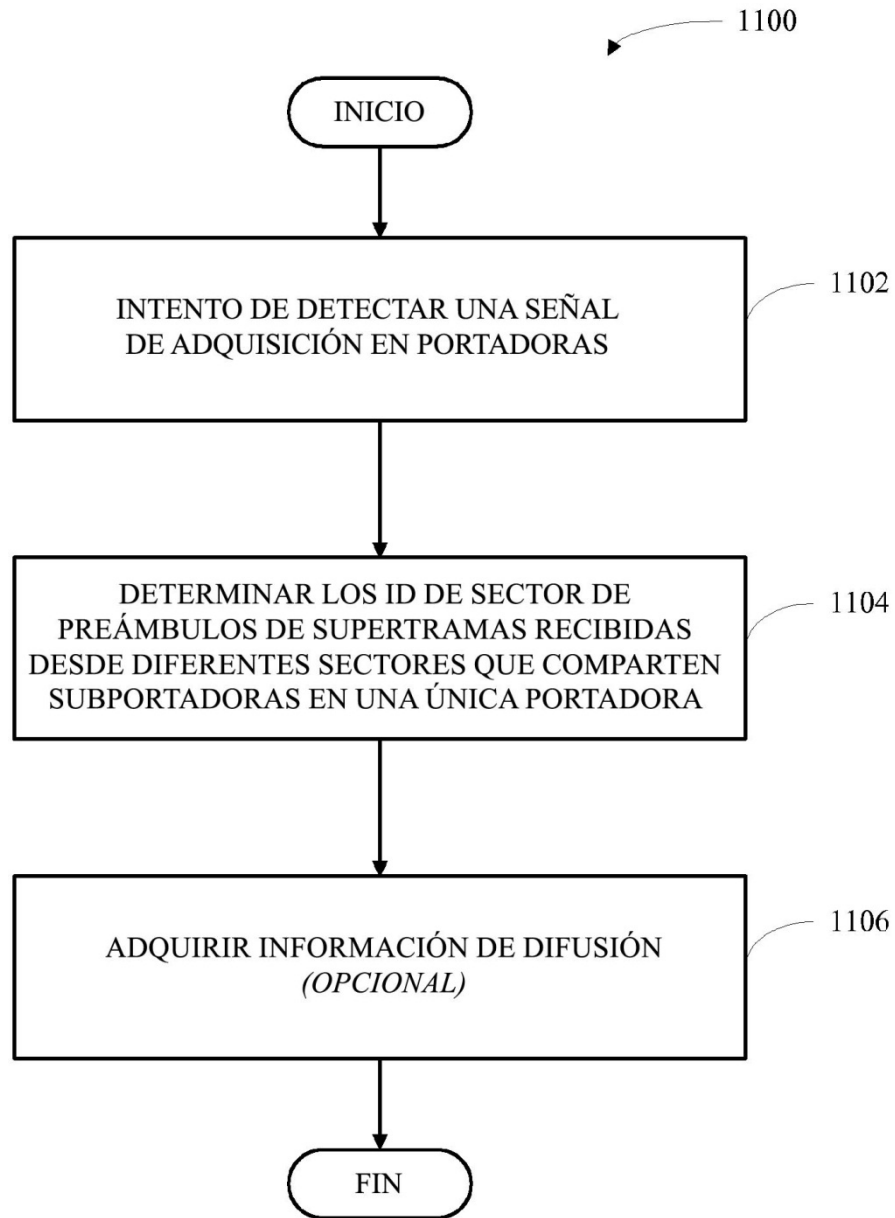 1100
INICIO
INTENTO DE DETECTAR UNA SEÑAL
DE ADQUISICIÓN EN PORTADORAS
1102
DETERMINAR LOS ID DE SECTOR DE
PREÁMBULOS DE SUPERTRAMAS RECIBIDAS
DESDE DIFERENTES SECTORES QUE COMPARTEN
SUBPORTADORAS EN UNA ÚNICA PORTADORA
1104
ADQUIRIR INFORMACIÓN DE DIFUSIÓN
(OPCIONAL)
1106
FIN